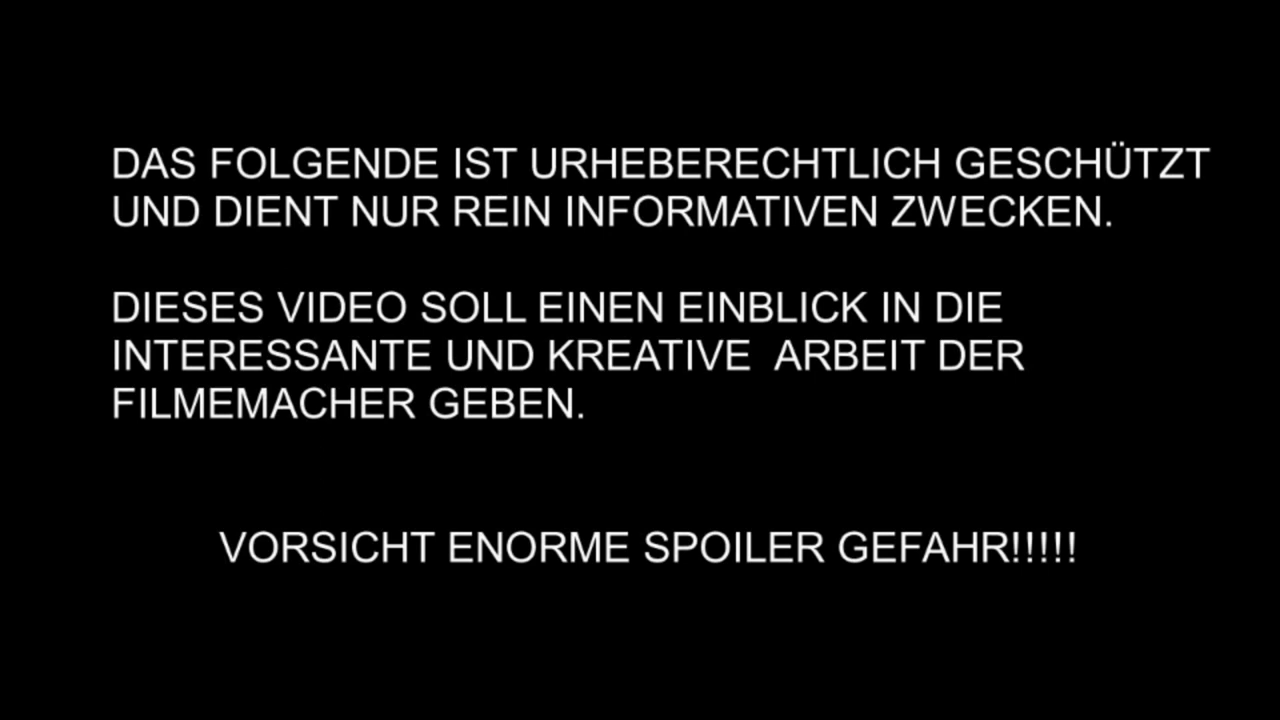 DAS FOLGENDE IST URHEBERECHTLICH GESCHÜTZT
UND DIENT NUR REIN INFORMATIVEN ZWECKEN.
DIESES VIDEO SOLL EINEN EINBLICK IN DIE
INTERESSANTE UND KREATIVE  ARBEIT DER
FILMEMACHER GEBEN.
VORSICHT ENORME SPOILER GEFAHR!!!!!